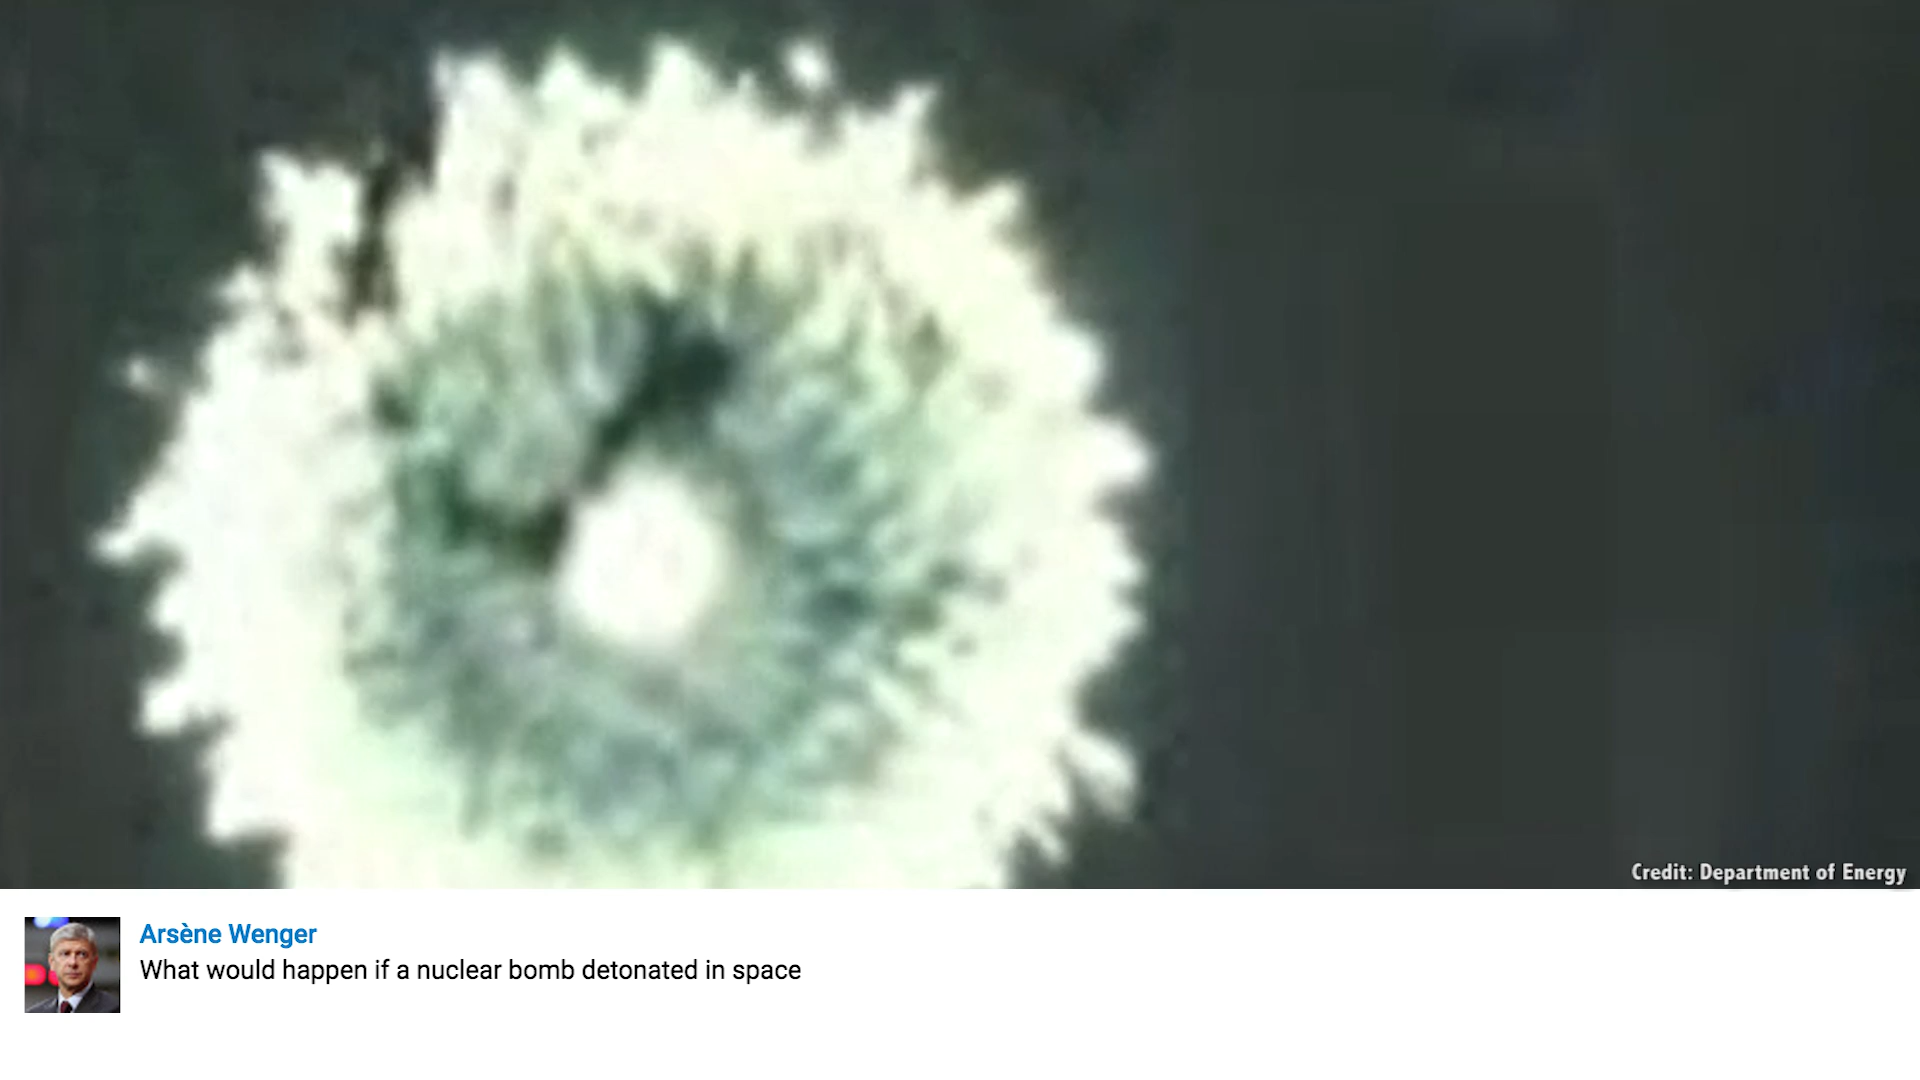 Credit: Department of Energy
Arsène Wenger
What would happen if a nuclear bomb detonated in space